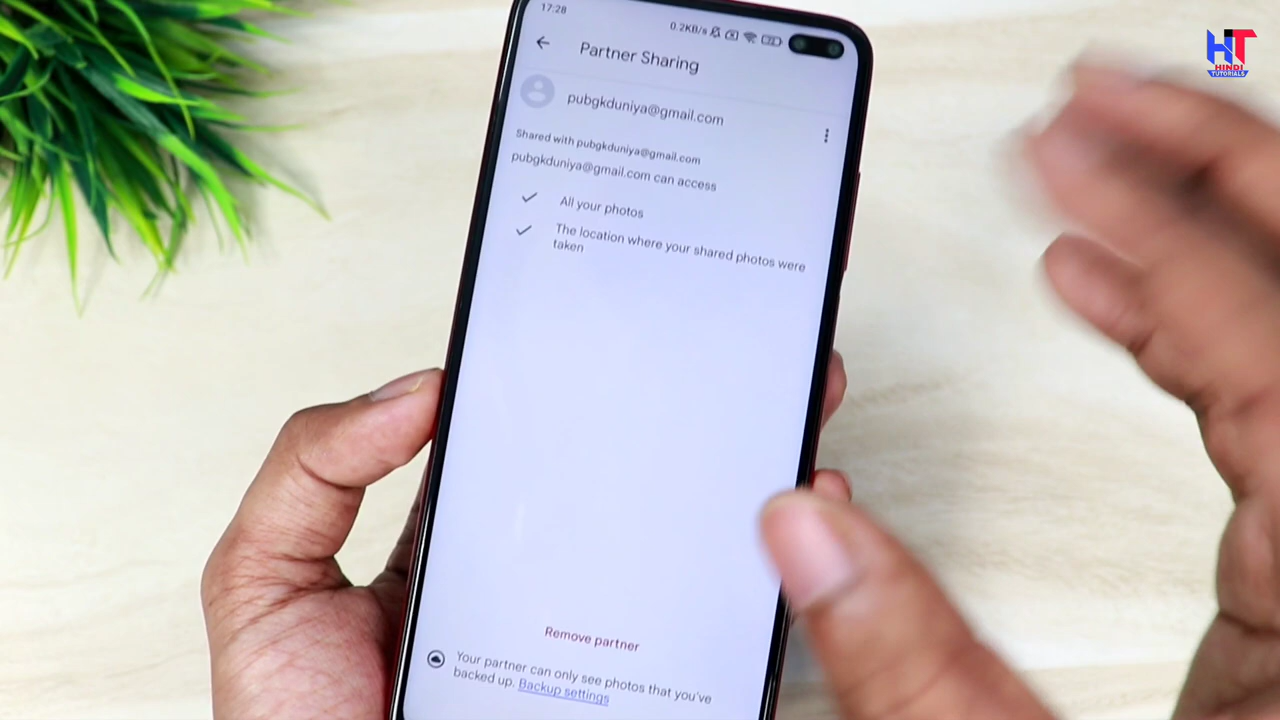 17:28
0.2KB/s
Partner Sharing
HT
HINDI
TUTORIALS
pubgkduniya@gmail.com
Shared with pubgkduniya@gmail.com
pubgkduniya@gmail.com can access
All your photos
The location where your shared photos were
taken
Remove partner
Your partner can only see photos that you've
backed up. Backup settings